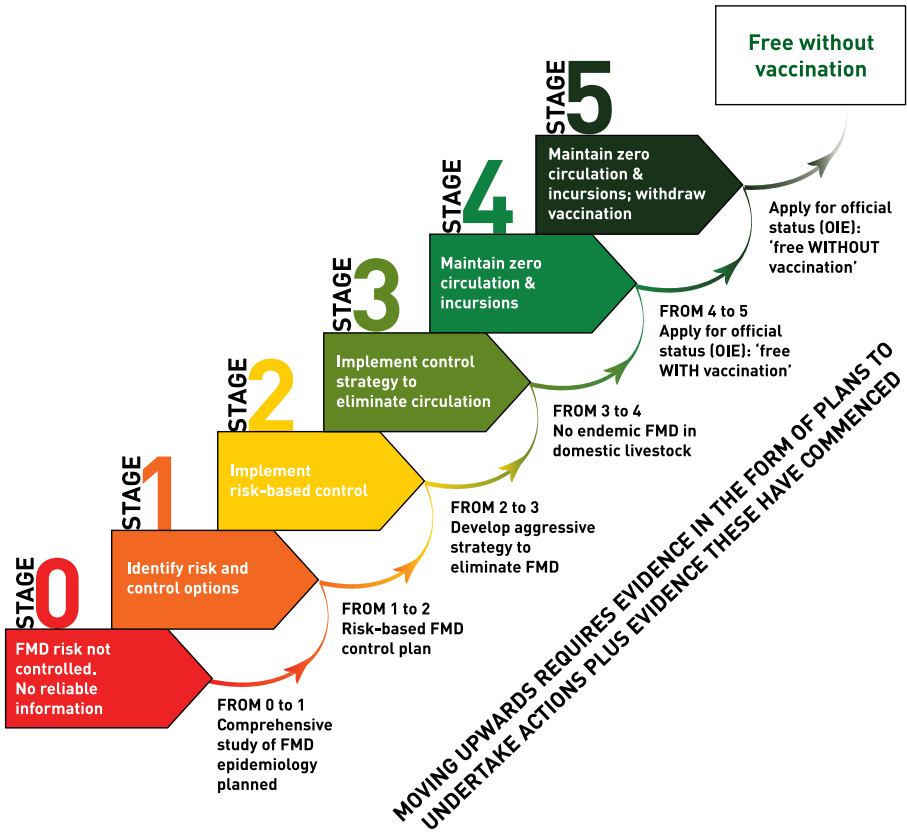 Free without
vaccination
STAGE 5
Maintain zero
circulation &
incursions; withdraw
vaccination
Apply for official
status (OIE):
‘free WITHOUT
vaccination’
STAGE 4
Maintain zero
circulation &
incursions
FROM 4 to 5
Apply for official
status (OIE): ‘free
WITH vaccination’
STAGE 3
Implement control
strategy to
eliminate circulation
FROM 3 to 4
No endemic FMD in
domestic livestock
STAGE 2
Implement
risk-based control
FROM 2 to 3
Develop aggressive
strategy to
eliminate FMD
STAGE 1
Identify risk and
control options
FROM 1 to 2
Risk-based FMD
control plan
STAGE 0
FMD risk not
controlled.
No reliable
information
FROM 0 to 1
Comprehensive
study of FMD
epidemiology
planned
MOVING UPWARDS REQUIRES EVIDENCE IN THE FORM OF PLANS TO
UNDERTAKE ACTIONS PLUS EVIDENCE THESE HAVE COMMENCED